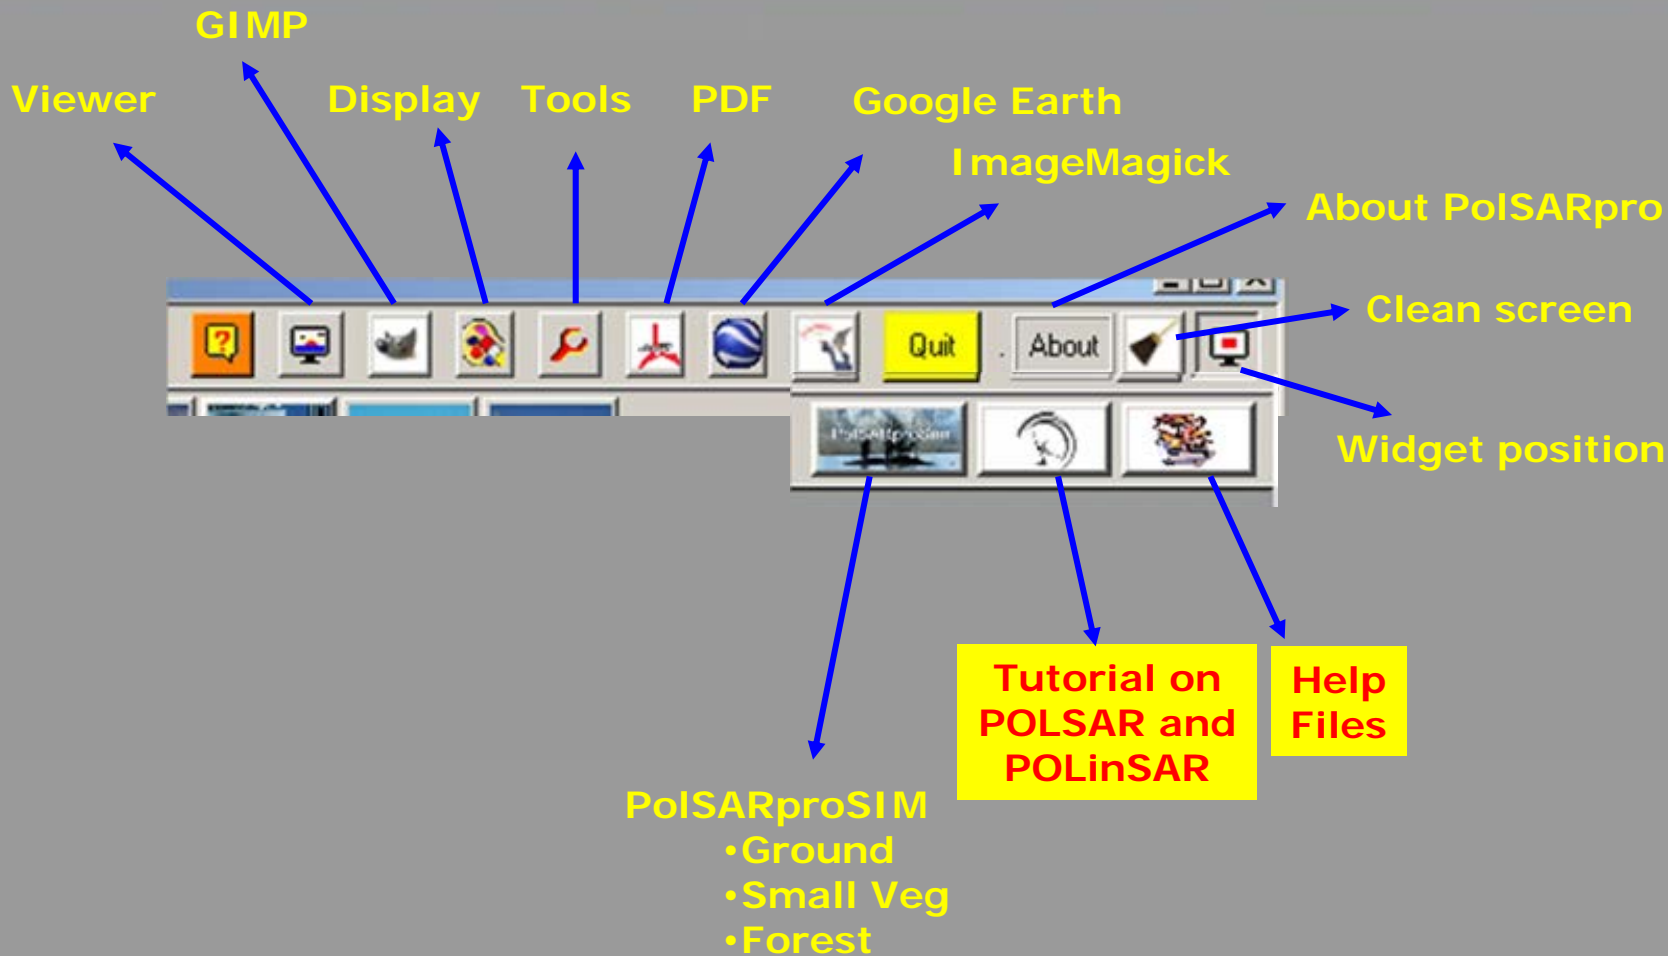 GIMP
Viewer
Display
Tools
PDF
Google Earth
ImageMagick
About PolSARpro
Clean screen
?
Quit
.
About
PolSARproSim
Widget position
Tutorial on
POLSAR and
POLinSAR
Help
Files
PolSARproSIM
•Ground
•Small Veg
•Forest